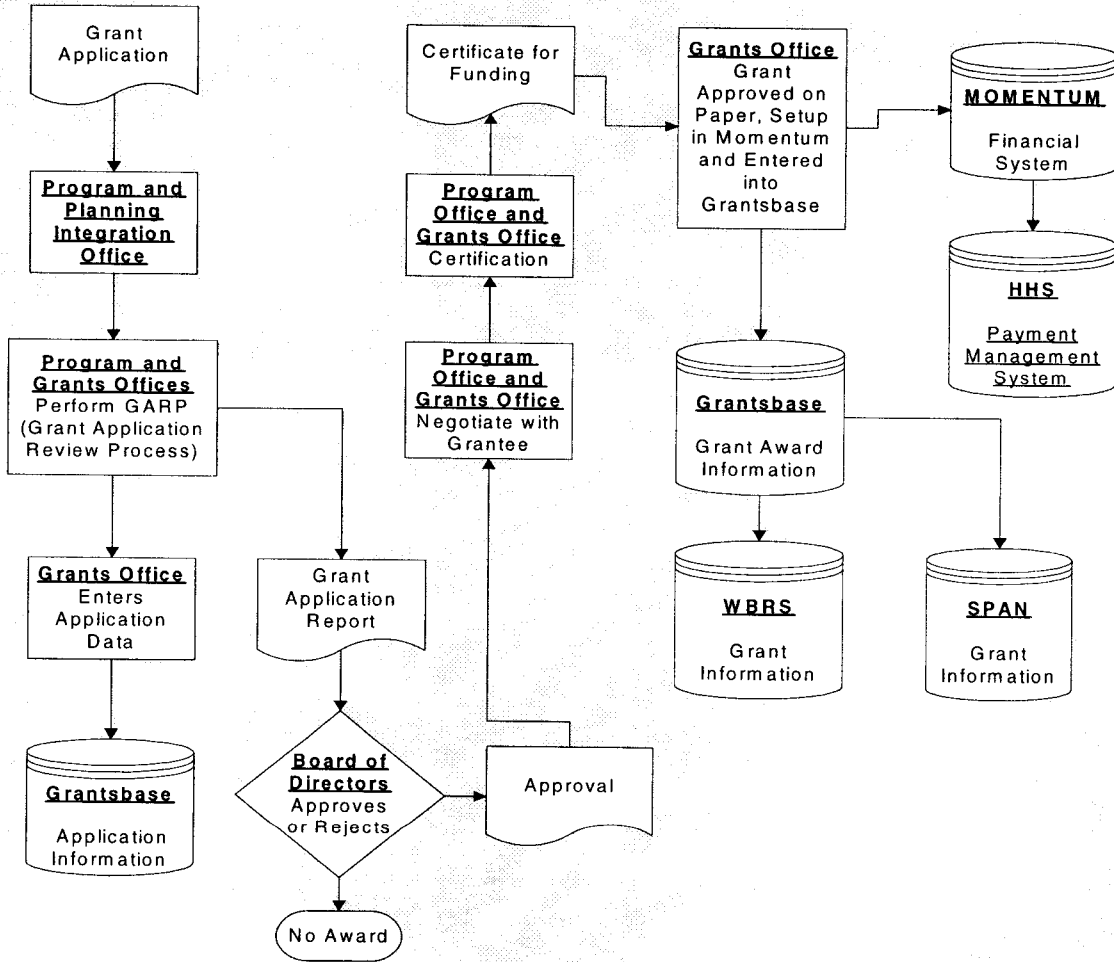 Grant
Application
Program and
Planning
Integration
Office
Program and
Grants Offices
Perform GARP
(Grant Application
Review Process)
Grants Office
Enters
Application
Data
Grantsbase
Application
Information
Grant
Application
Report
Board of
Directors
Approves
or Rejects
No Award
Approval
Program
Office and
Grants Office
Negotiate with
Grantee
Program
Office and
Grants Office
Certification
Certificate for
Funding
Grants Office
Grant
Approved on
Paper, Setup
in Momentum
and Entered
into
Grantsbase
MOMENTUM
Financial
System
HHS
Payment
Management
System
Grantsbase
Grant Award
Information
WBRS
Grant
Information
SPAN
Grant
Information